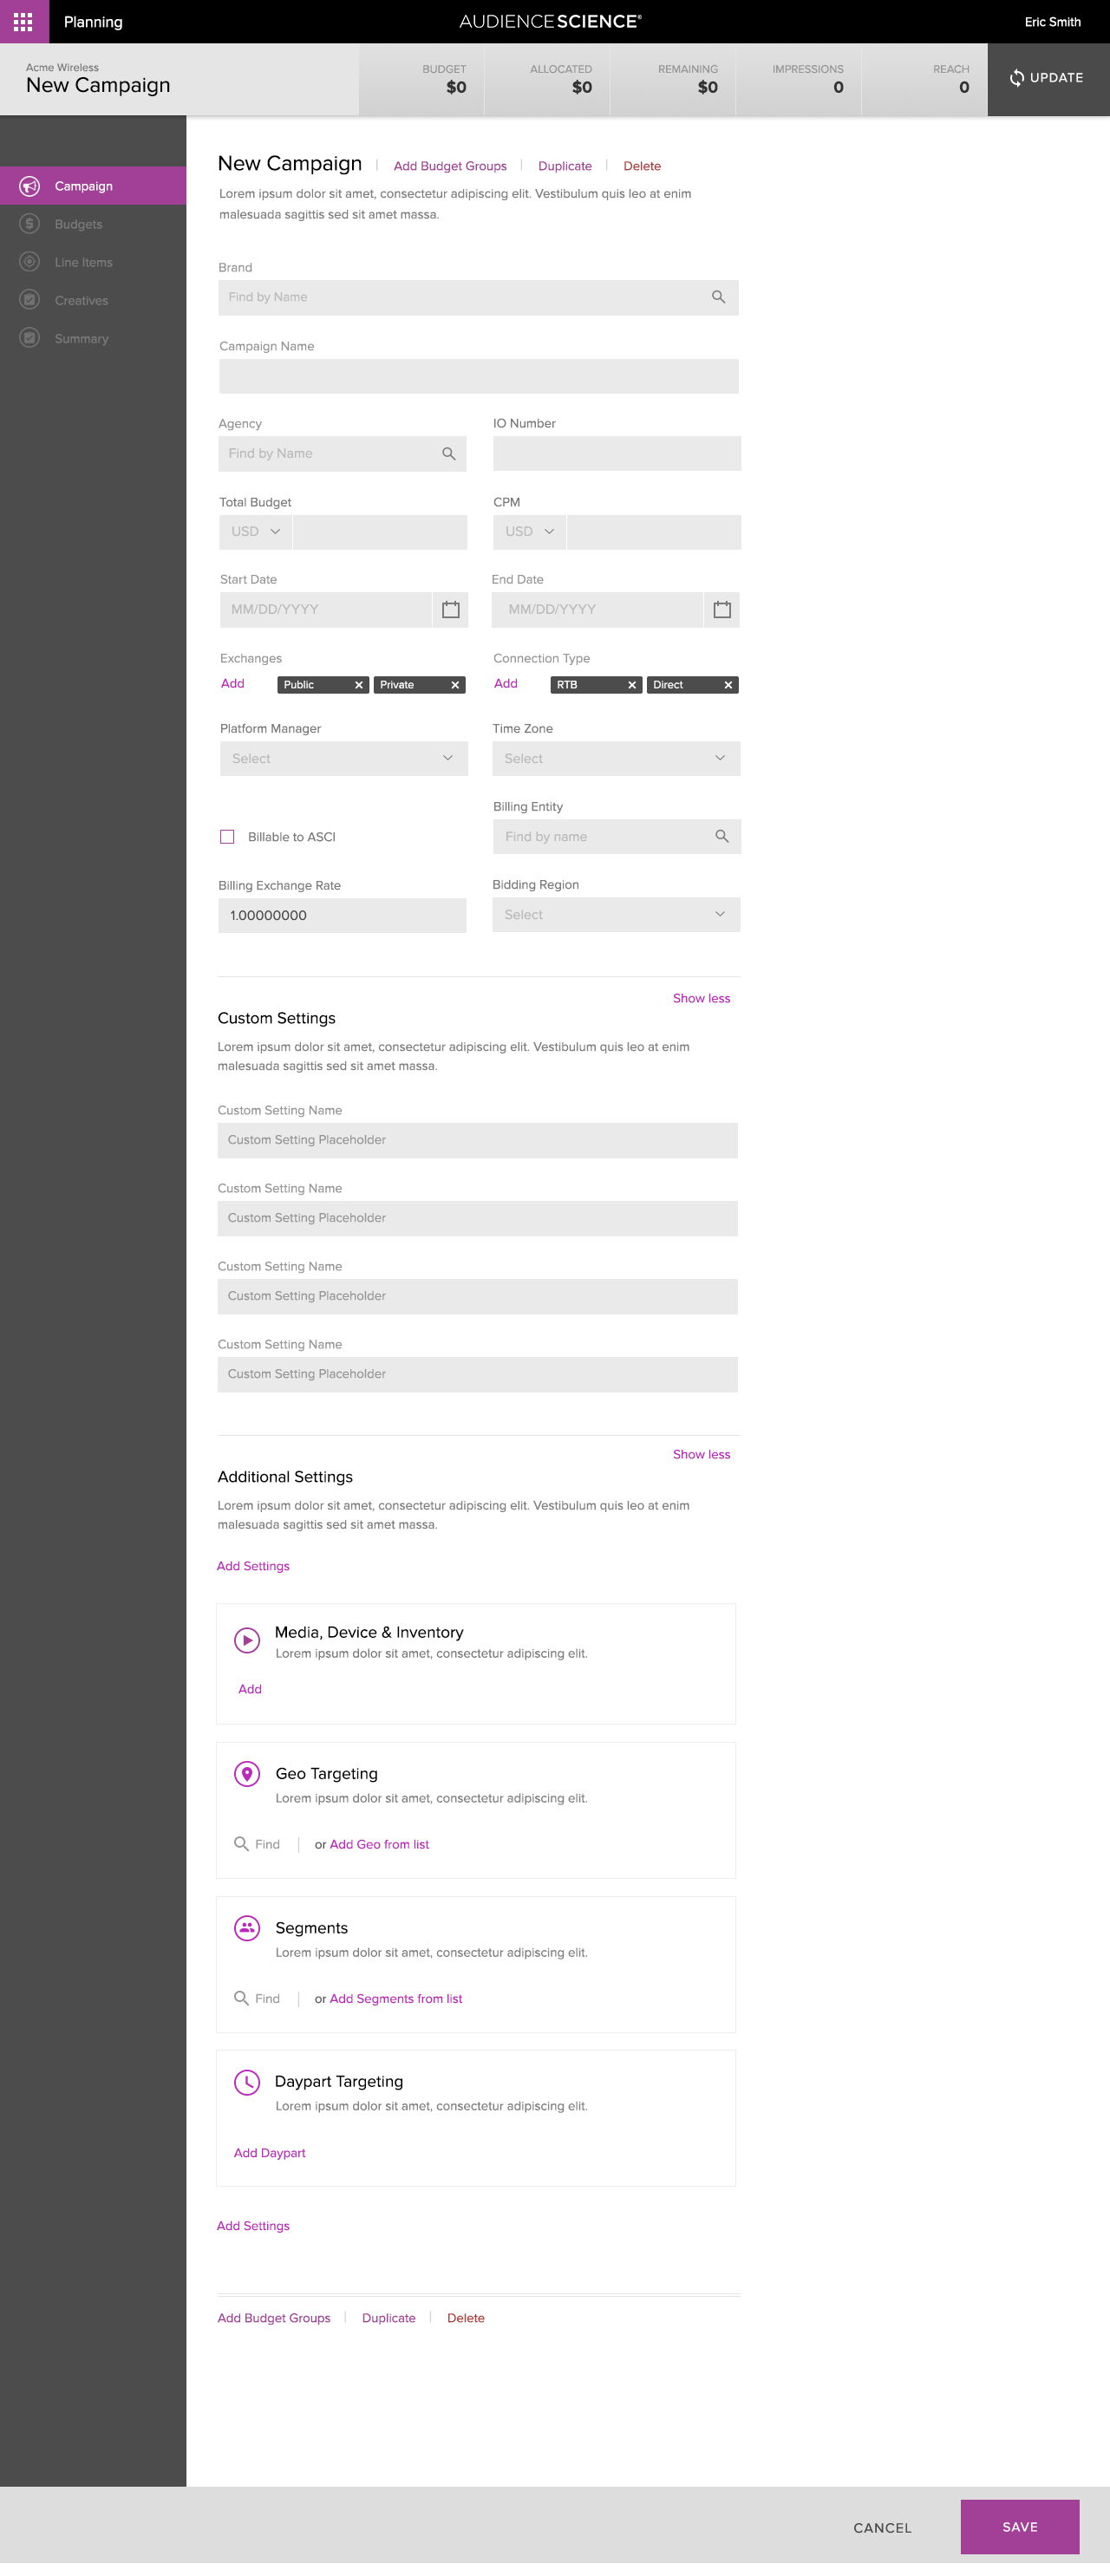 Planning
AUDIENCESCIENCE®
Eric Smith
Acme Wireless
New Campaign
BUDGET
$0
ALLOCATED
$0
REMAINING
$0
IMPRESSIONS
0
REACH
0
UPDATE
Campaign
Budgets
Line Items
Creatives
Summary
New Campaign
Add Budget Groups
Duplicate
Delete
Lorem ipsum dolor sit amet, consectetur adipiscing elit. Vestibulum quis leo at enim
malesuada sagittis sed sit amet massa.
Brand
Find by Name
Campaign Name
Agency
IO Number
Find by Name
Total Budget
CPM
USD
USD
Start Date
End Date
MM/DD/YYYY
MM/DD/YYYY
Exchanges
Connection Type
Add
Public
Private
Add
RTB
Direct
Platform Manager
Time Zone
Select
Select
Billing Entity
Billable to ASCI
Find by name
Billing Exchange Rate
Bidding Region
1.00000000
Select
Show less
Custom Settings
Lorem ipsum dolor sit amet, consectetur adipiscing elit. Vestibulum quis leo at enim
malesuada sagittis sed sit amet massa.
Custom Setting Name
Custom Setting Placeholder
Custom Setting Name
Custom Setting Placeholder
Custom Setting Name
Custom Setting Placeholder
Custom Setting Name
Custom Setting Placeholder
Show less
Additional Settings
Lorem ipsum dolor sit amet, consectetur adipiscing elit. Vestibulum quis leo at enim
malesuada sagittis sed sit amet massa.
Add Settings
Media, Device & Inventory
Lorem ipsum dolor sit amet, consectetur adipiscing elit.
Add
Geo Targeting
Lorem ipsum dolor sit amet, consectetur adipiscing elit.
Find
or Add Geo from list
Segments
Lorem ipsum dolor sit amet, consectetur adipiscing elit.
Find
or Add Segments from list
Daypart Targeting
Lorem ipsum dolor sit amet, consectetur adipiscing elit.
Add Daypart
Add Settings
Add Budget Groups
Duplicate
Delete
CANCEL
SAVE